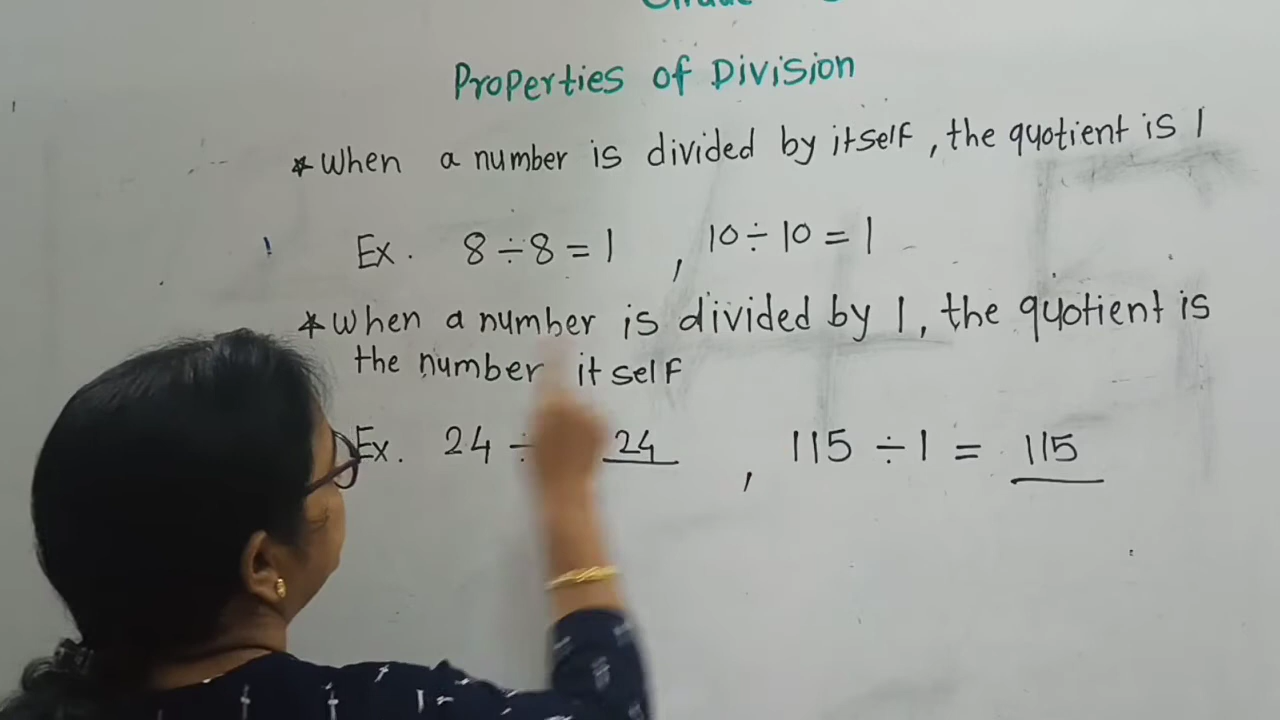 Properties of Division
* When a number is divided by itself, the quotient is 1
Ex. 8 ÷ 8 = 1 , 10 ÷ 10 = 1
* When a number is divided by 1, the quotient is
the number itself
Ex. 24 ÷ 24 , 115 ÷ 1 = 115